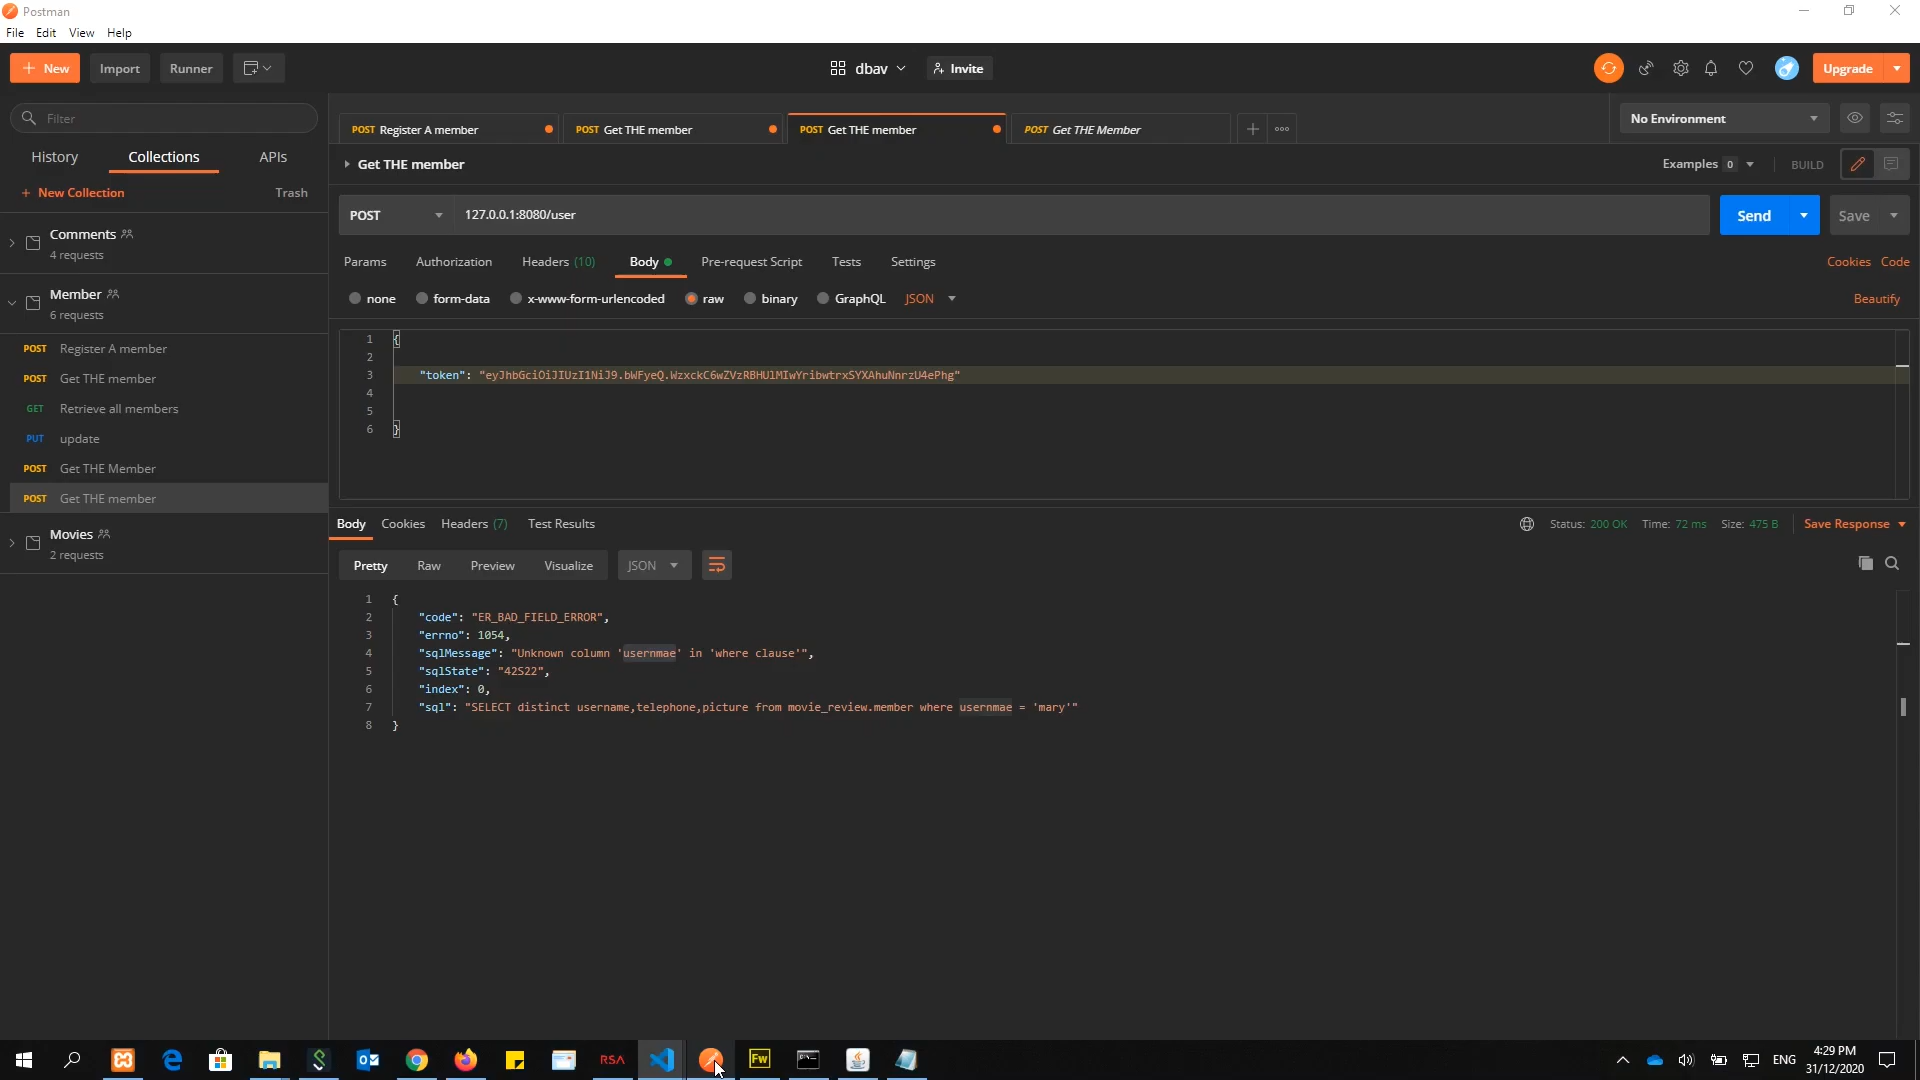 Postman
File Edit View Help
New Import Runner dbav Invite Upgrade
Filter
History Collections APIs
New Collection Trash
Comments
4 requests
Member
6 requests
POST Register A member
POST Get THE member
GET Retrieve all members
PUT update
POST Get THE Member
POST Get THE member
Movies
2 requests
POST Register A member POST Get THE member POST Get THE member POST Get THE Member No Environment
Get THE member Examples 0 BUILD
POST 127.0.0.1:8080/user Send Save
Params Authorization Headers (10) Body Pre-request Script Tests Settings Cookies Code
none form-data x-www-form-urlencoded raw binary GraphQL JSON Beautify
1 {
2
3 "token": "eyJhbGciOiJIUzI1NiJ9.bWFyeQ.WzxckC6wZVzRBHUlMIwYribwtrxSYXAhuNnrzU4ePhg"
4
5
6 }
Body Cookies Headers (7) Test Results Status: 200 OK Time: 72 ms Size: 475 B Save Response
Pretty Raw Preview Visualize JSON
1 {
2 "code": "ER_BAD_FIELD_ERROR",
3 "errno": 1054,
4 "sqlMessage": "Unknown column 'usernmae' in 'where clause'",
5 "sqlState": "42S22",
6 "index": 0,
7 "sql": "SELECT distinct username,telephone,picture from movie_review.member where usernmae = 'mary'"
8 }
RSA Fw ENG 4:29 PM
31/12/2020